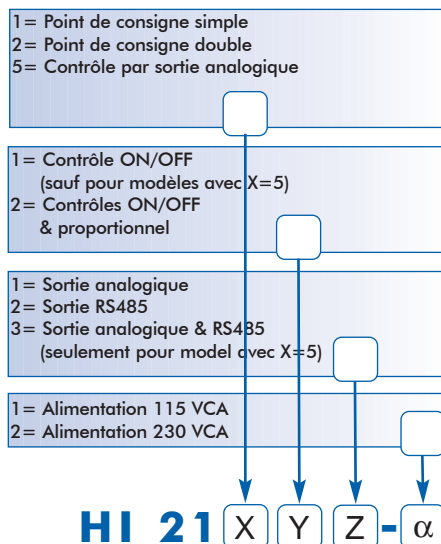 1= Point de consigne simple
2= Point de consigne double
5= Contrôle par sortie analogique
1= Contrôle ON/OFF
(sauf pour modèles avec X=5)
2= Contrôles ON/OFF
& proportionnel
1= Sortie analogique
2= Sortie RS485
3= Sortie analogique & RS485
(seulement pour model avec X=5)
1= Alimentation 115 VCA
2= Alimentation 230 VCA
HI 21 X Y Z - α